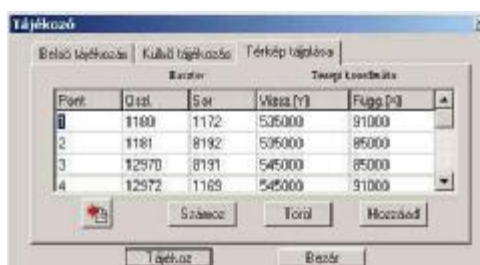 Tájékozó
Belső tájékozás Külső tájékozás Térkép tájolása
Raszter Terepi koordináta
Pont Oszl. Sor Vissz.[Y] Függ.[X]
1 1180 1172 535000 91000
2 1181 8192 535000 85000
3 12970 8191 545000 85000
4 12972 1169 545000 91000
Számoz Töröl Hozzáad
Tájékoz Bezár